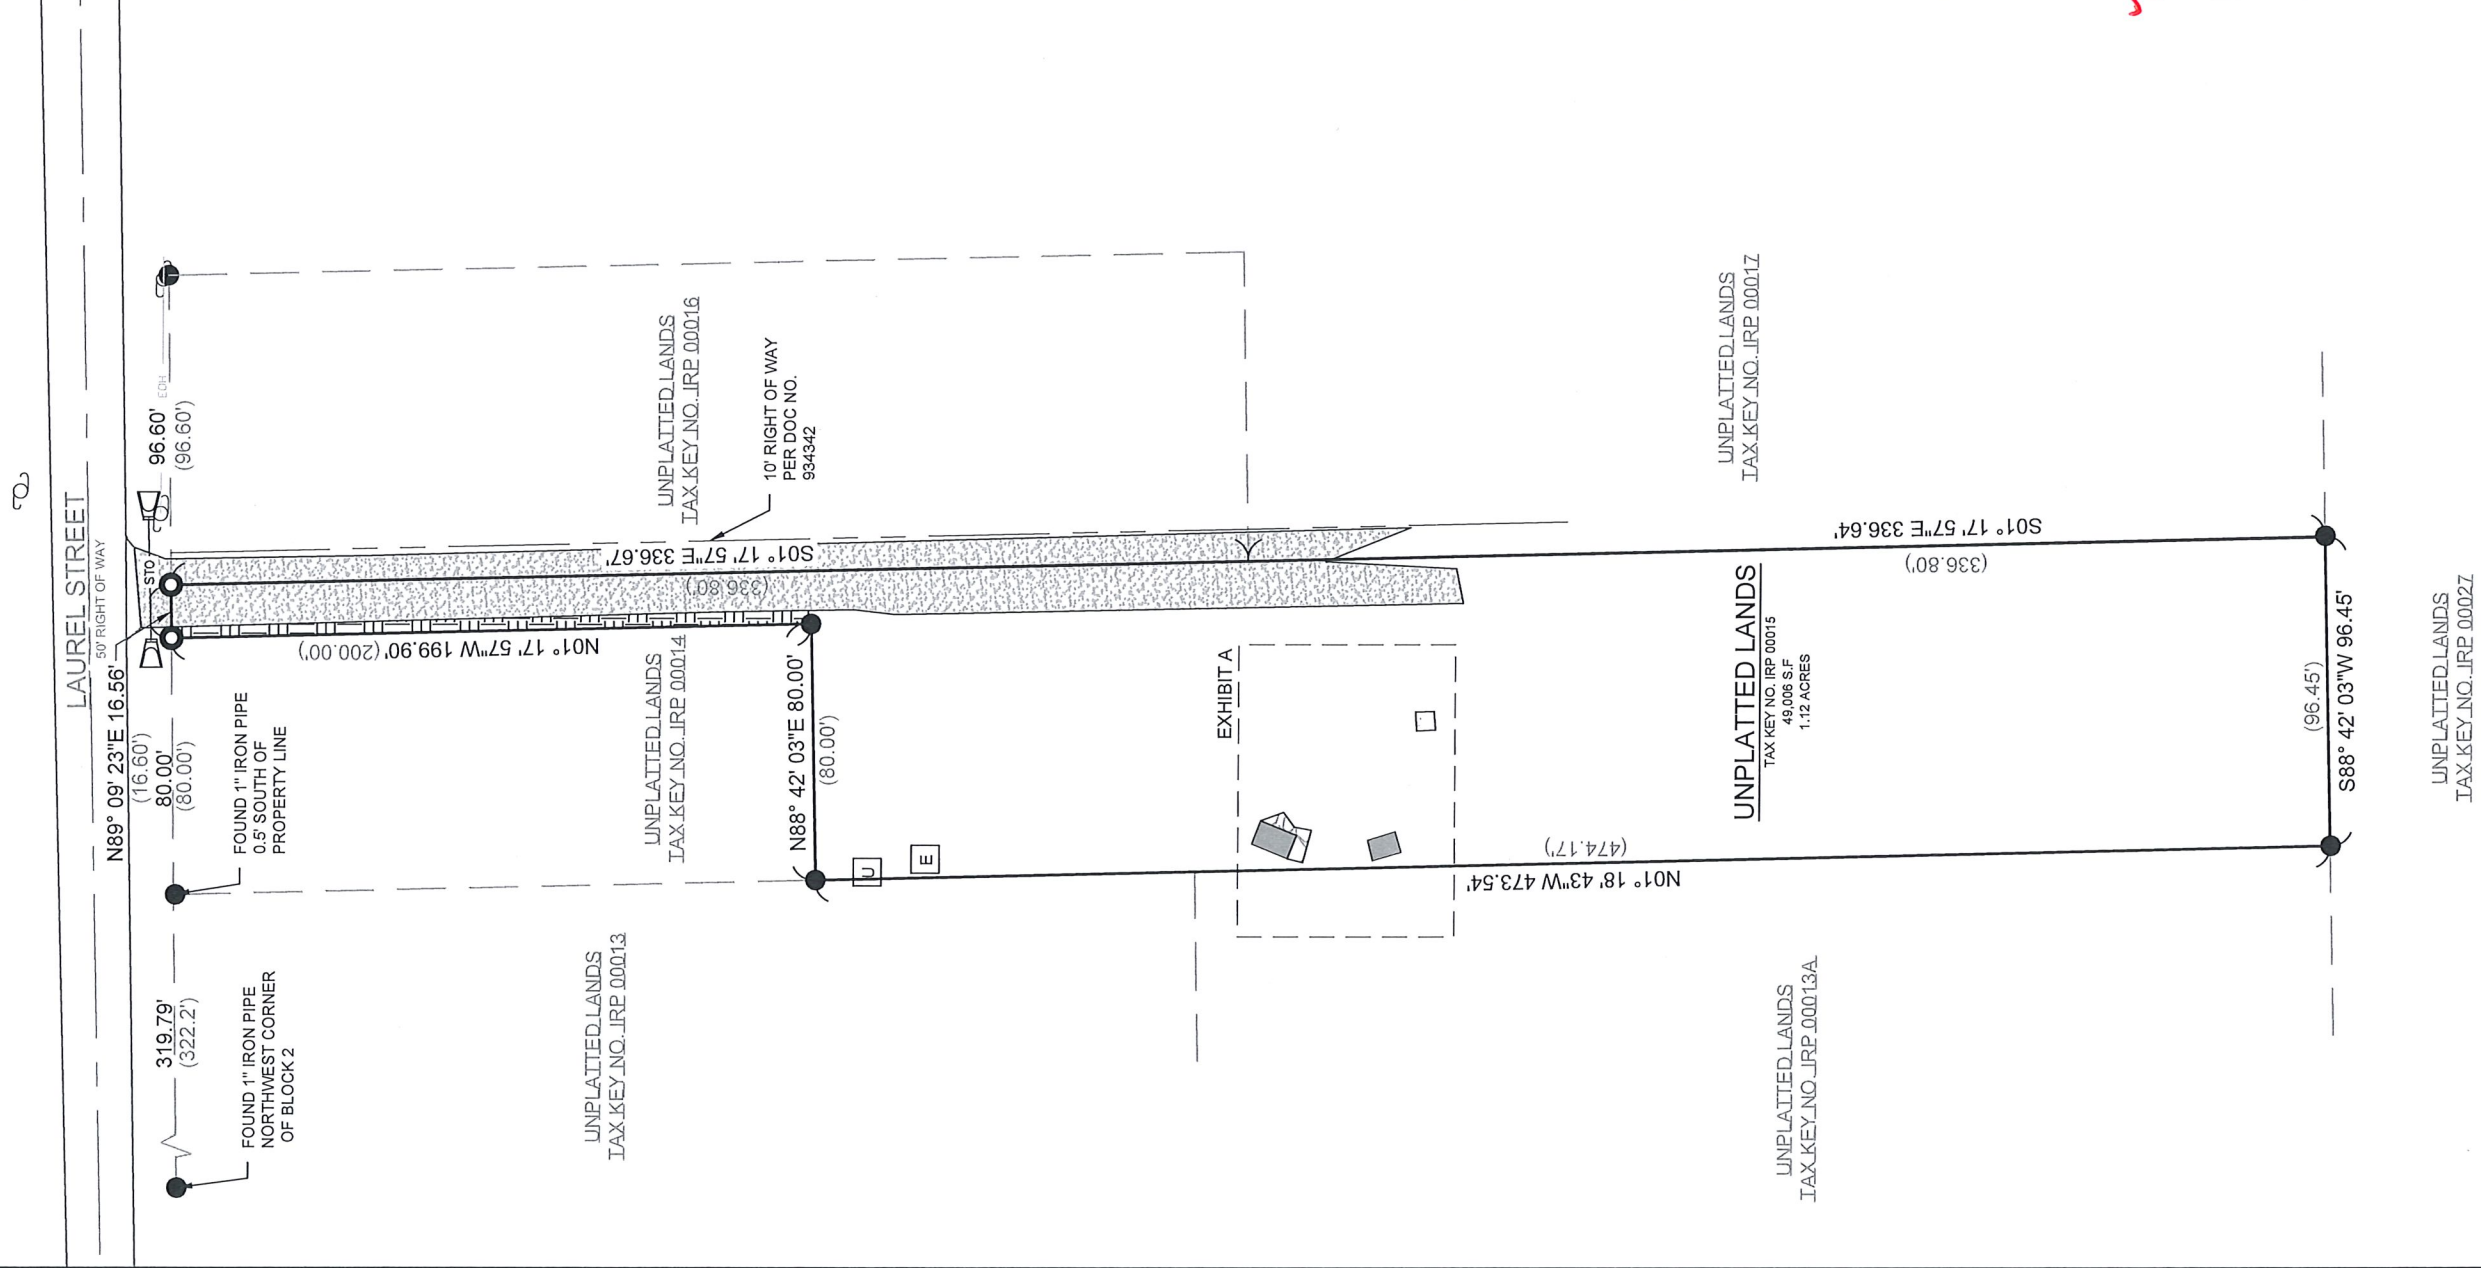 LAUREL STREET
50' RIGHT OF WAY
N89° 09' 23"E 16.56'
(16.60')
80.00'
(80.00')
96.60'
(96.60')
EOH
STO
319.79'
(322.2')
FOUND 1" IRON PIPE
0.5' SOUTH OF
PROPERTY LINE
FOUND 1" IRON PIPE
NORTHWEST CORNER
OF BLOCK 2
N01° 17' 57"W 199.90' (200.00')
S01° 17' 57"E 336.67'
(336.80')
UNPLATTED LANDS
TAX KEY NO. IRP 00016
10' RIGHT OF WAY
PER DOC NO.
934342
UNPLATTED LANDS
TAX KEY NO. IRP 00014
UNPLATTED LANDS
TAX KEY NO. IRP 00013
N88° 42' 03"E 80.00'
(80.00')
U
E
EXHIBIT A
N01° 18' 43"W 473.54'
(474.17')
UNPLATTED LANDS
TAX KEY NO. IRP 00017
UNPLATTED LANDS
TAX KEY NO. IRP 00015
49,006 S.F
1.12 ACRES
UNPLATTED LANDS
TAX KEY NO. IRP 00013A
S01° 17' 57"E 336.64'
(336.80')
(96.45')
S88° 42' 03"W 96.45'
UNPLATTED LANDS
TAX KEY NO. IRP 00027